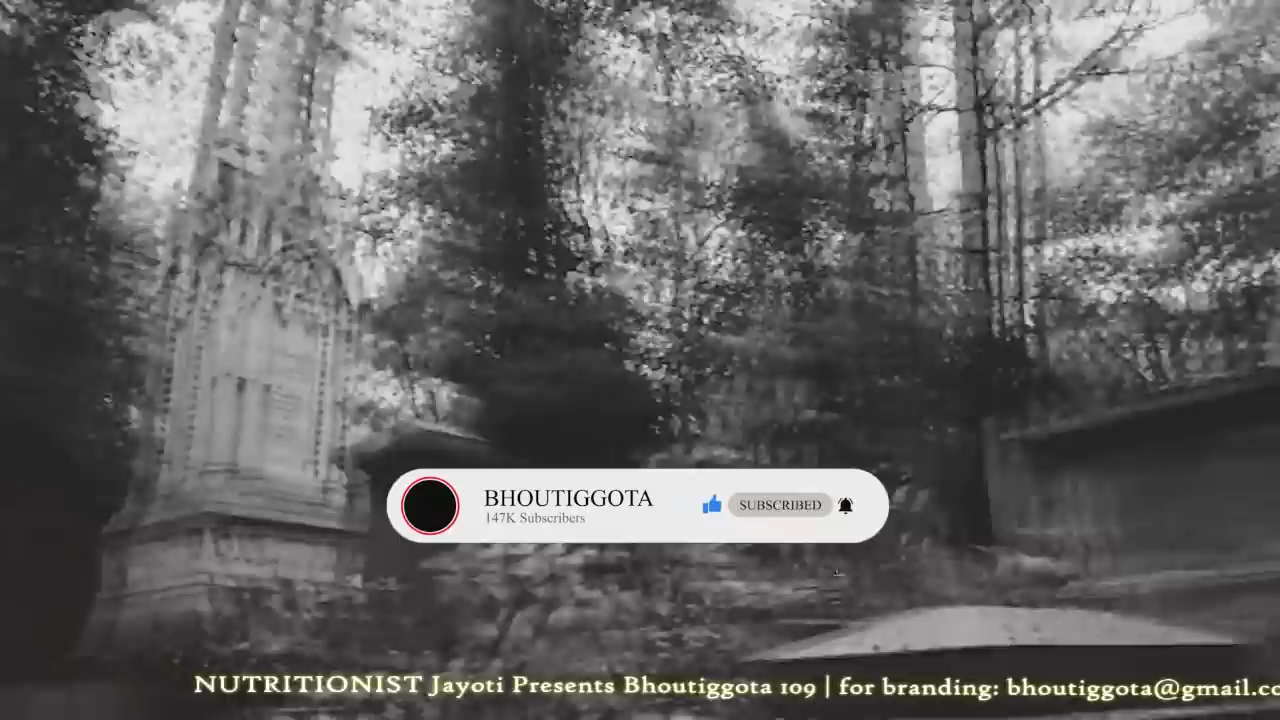 BHOUTIGGOTA
147K Subscribers
SUBSCRIBED
NUTRITIONIST Jayoti Presents Bhoutiggota 109 | for branding: bhoutiggota@gmail.co